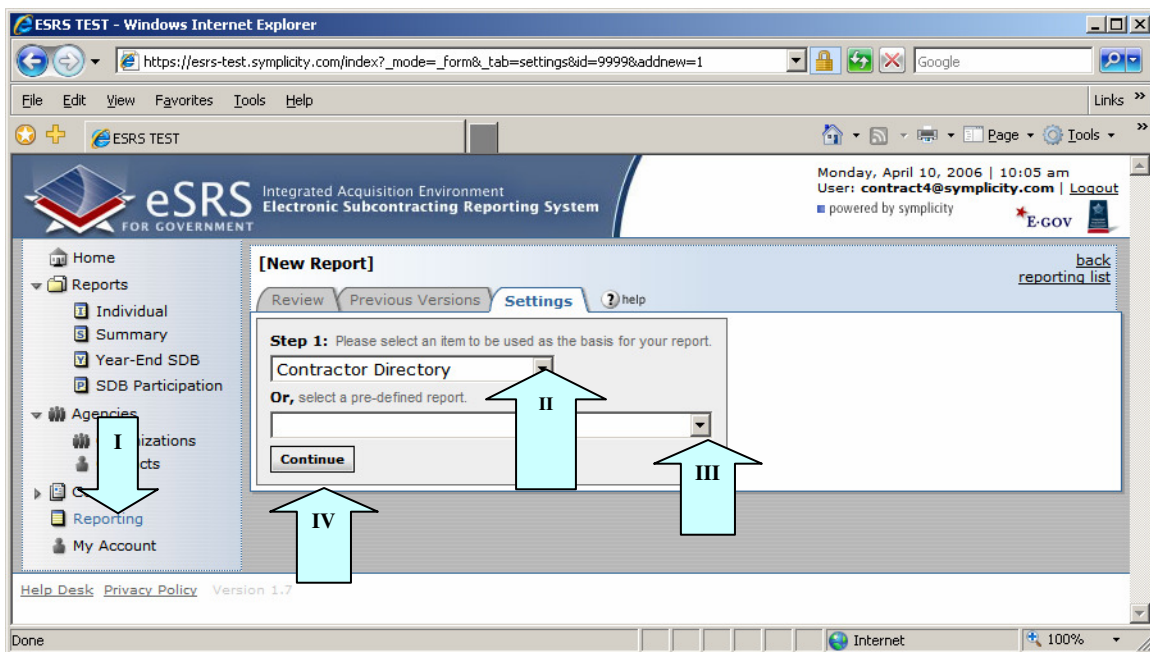 ESRS TEST - Windows Internet Explorer
https://esrs-test.symplicity.com/index?_mode=_form&_tab=settings&id=9999&addnew=1
Google
File Edit View Favorites Tools Help
Links »
ESRS TEST
Page Tools »
eSRS
FOR GOVERNMENT
Integrated Acquisition Environment
Electronic Subcontracting Reporting System
Monday, April 10, 2006 | 10:05 am
User: contract4@symplicity.com | Logout
powered by symplicity
E-GOV
Home
Reports
I Individual
S Summary
Y Year-End SDB
P SDB Participation
Agencies
izations
cts
Reporting
My Account
[New Report]
back
reporting list
Review Previous Versions Settings ? help
Step 1: Please select an item to be used as the basis for your report.
Contractor Directory
Or, select a pre-defined report.
Continue
I
II
III
IV
Help Desk Privacy Policy Version 1.7
Done
Internet
100%